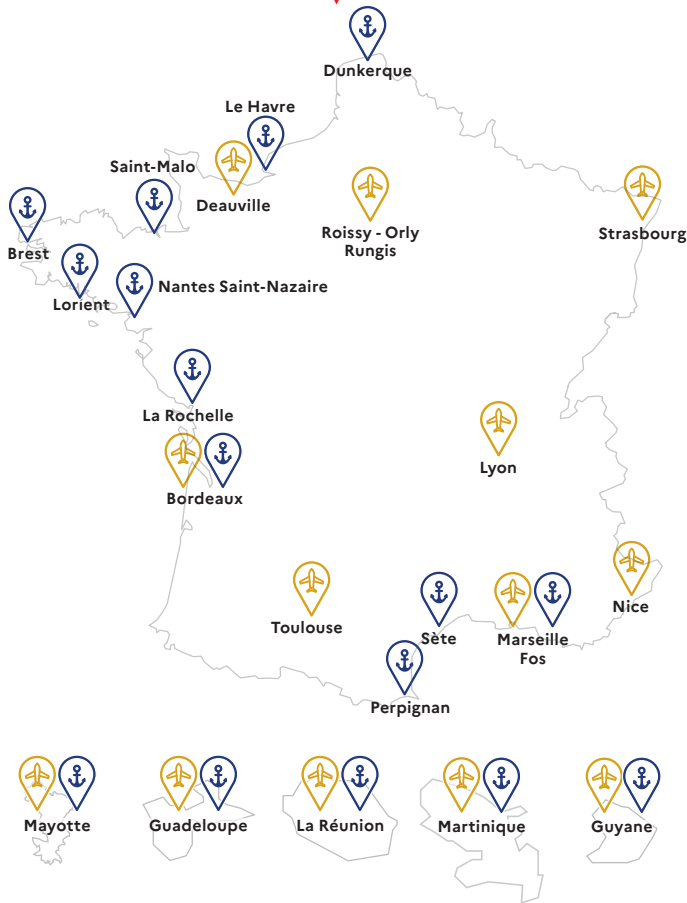 Dunkerque
Le Havre
Saint-Malo
Deauville
Roissy - Orly
Rungis
Strasbourg
Brest
Lorient
Nantes Saint-Nazaire
La Rochelle
Lyon
Bordeaux
Nice
Toulouse
Sète
Marseille
Fos
Perpignan
Mayotte
Guadeloupe
La Réunion
Martinique
Guyane